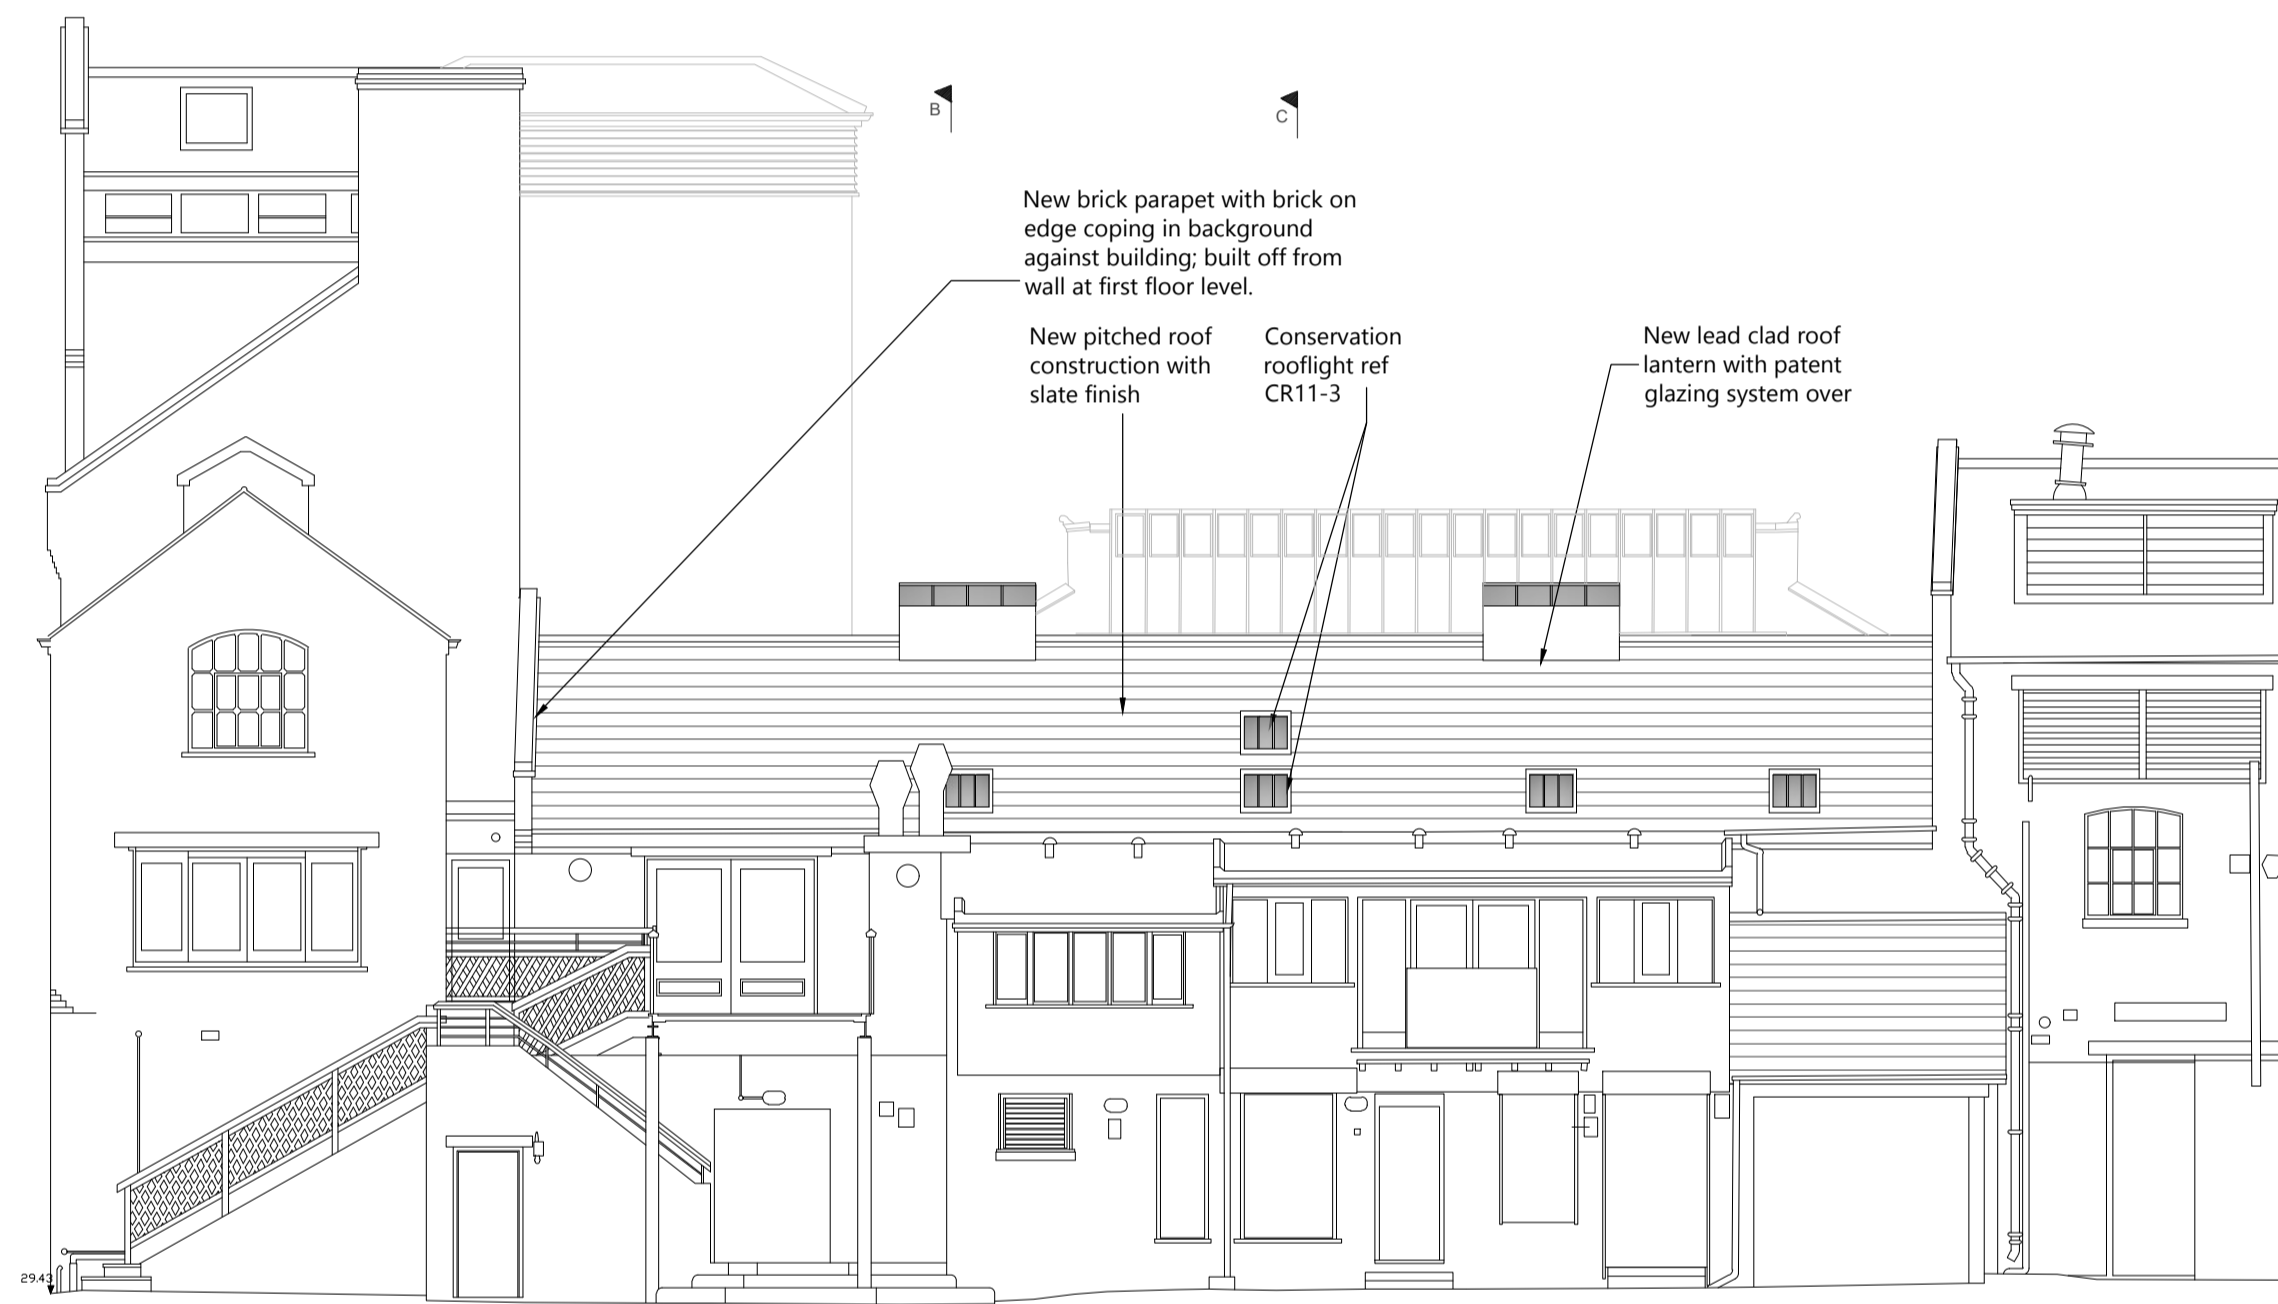 B
C
New brick parapet with brick on
edge coping in background
against building; built off from
wall at first floor level.
New pitched roof
construction with
slate finish
Conservation
rooflight ref
CR11-3
New lead clad roof
lantern with patent
glazing system over
29.43